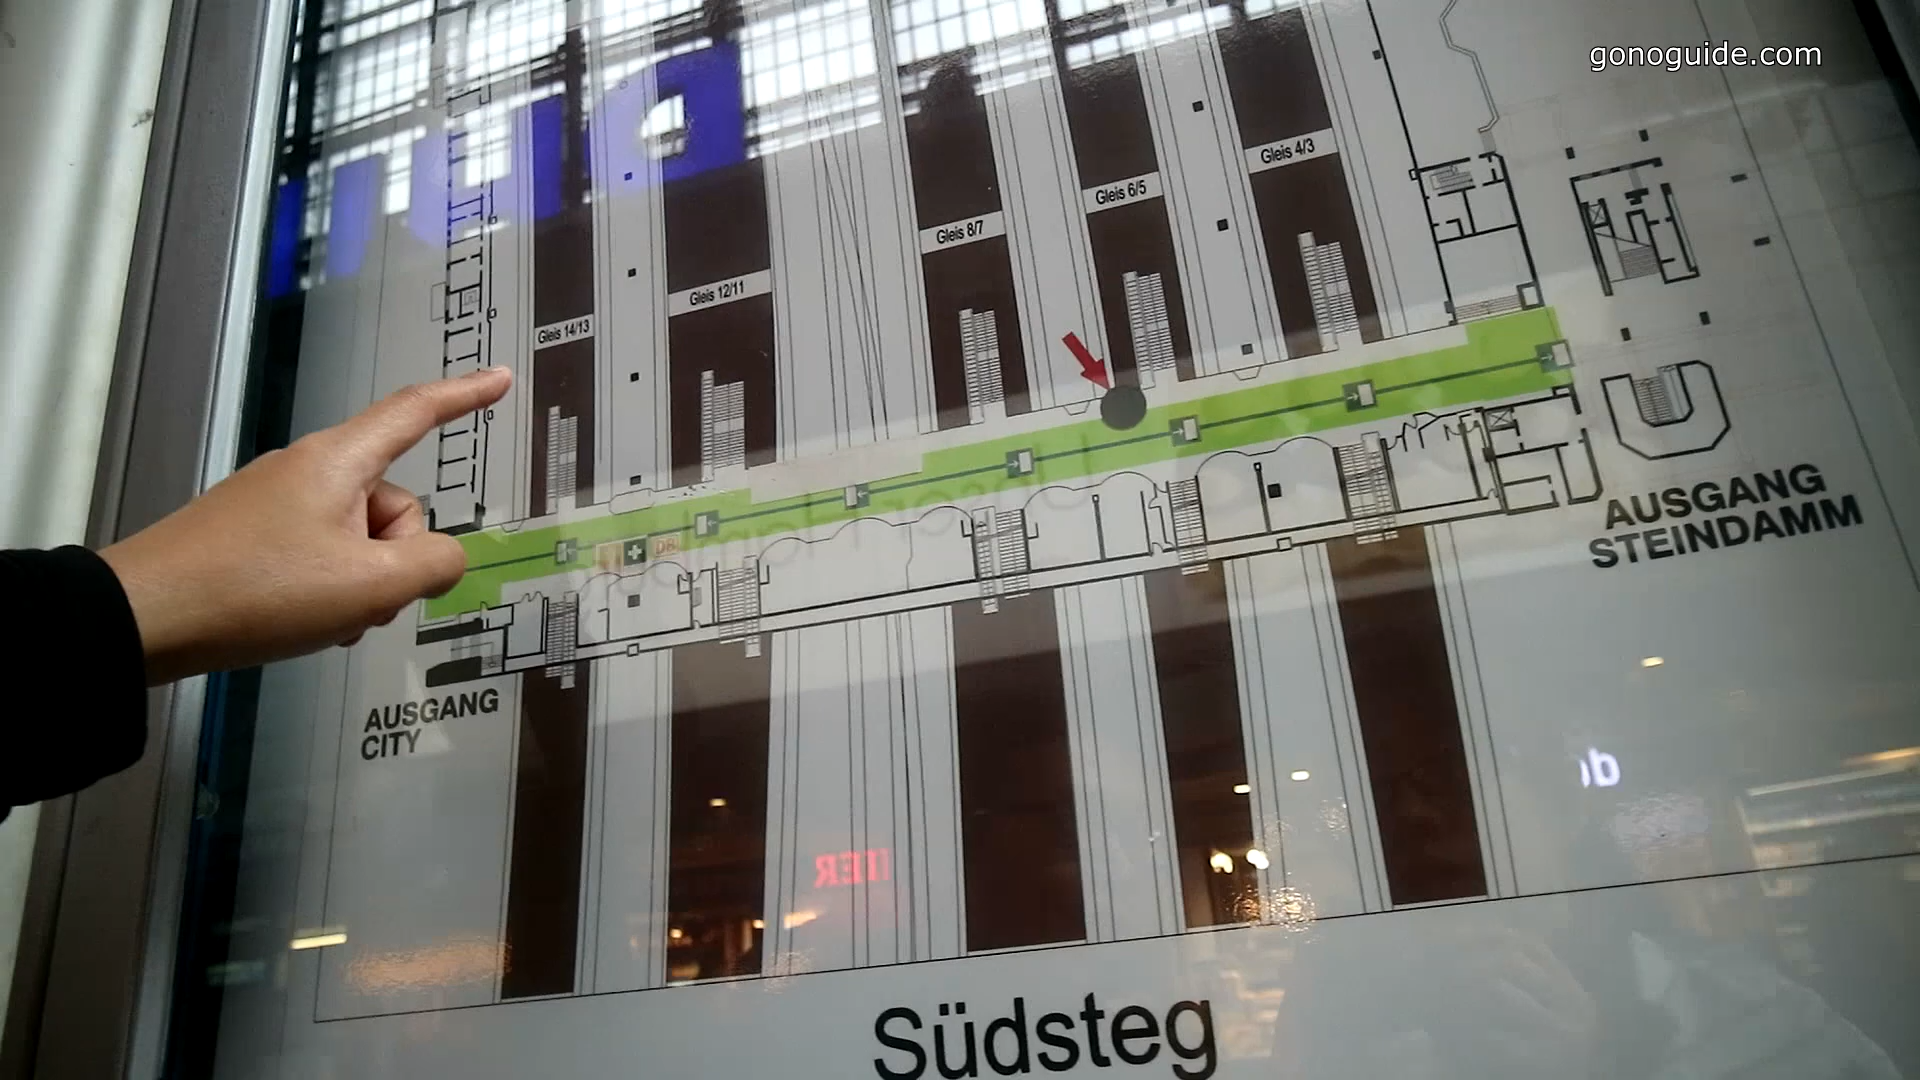 gonoguide.com
Gleis 4/3
Gleis 6/5
Gleis 8/7
Gleis 12/11
Gleis 14/13
DB
AUSGANG
STEINDAMM
AUSGANG
CITY
Südsteg